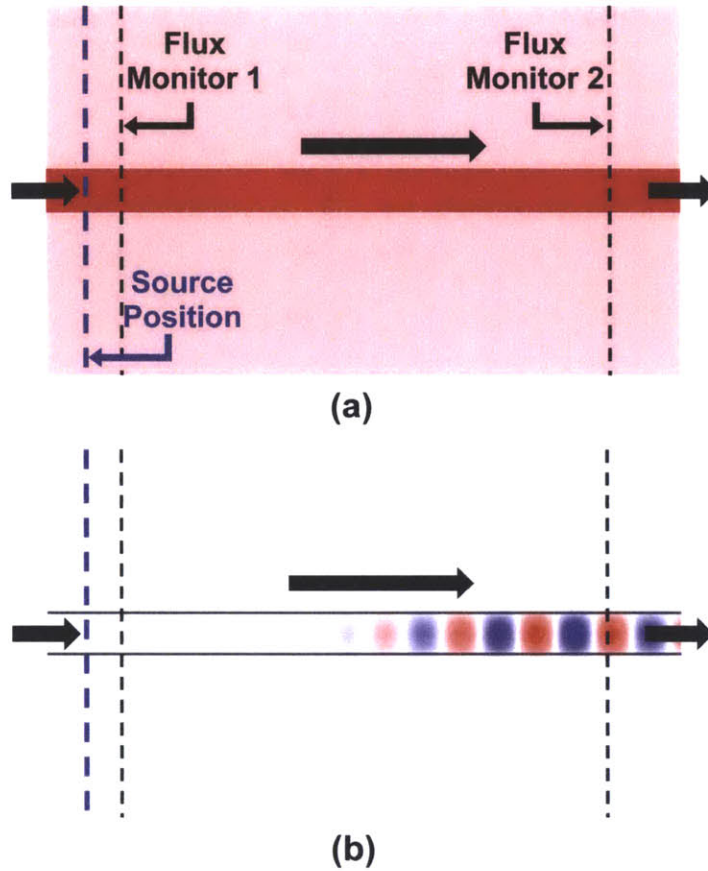 Flux
Monitor 1
Flux
Monitor 2
Source
Position
(a)
(b)